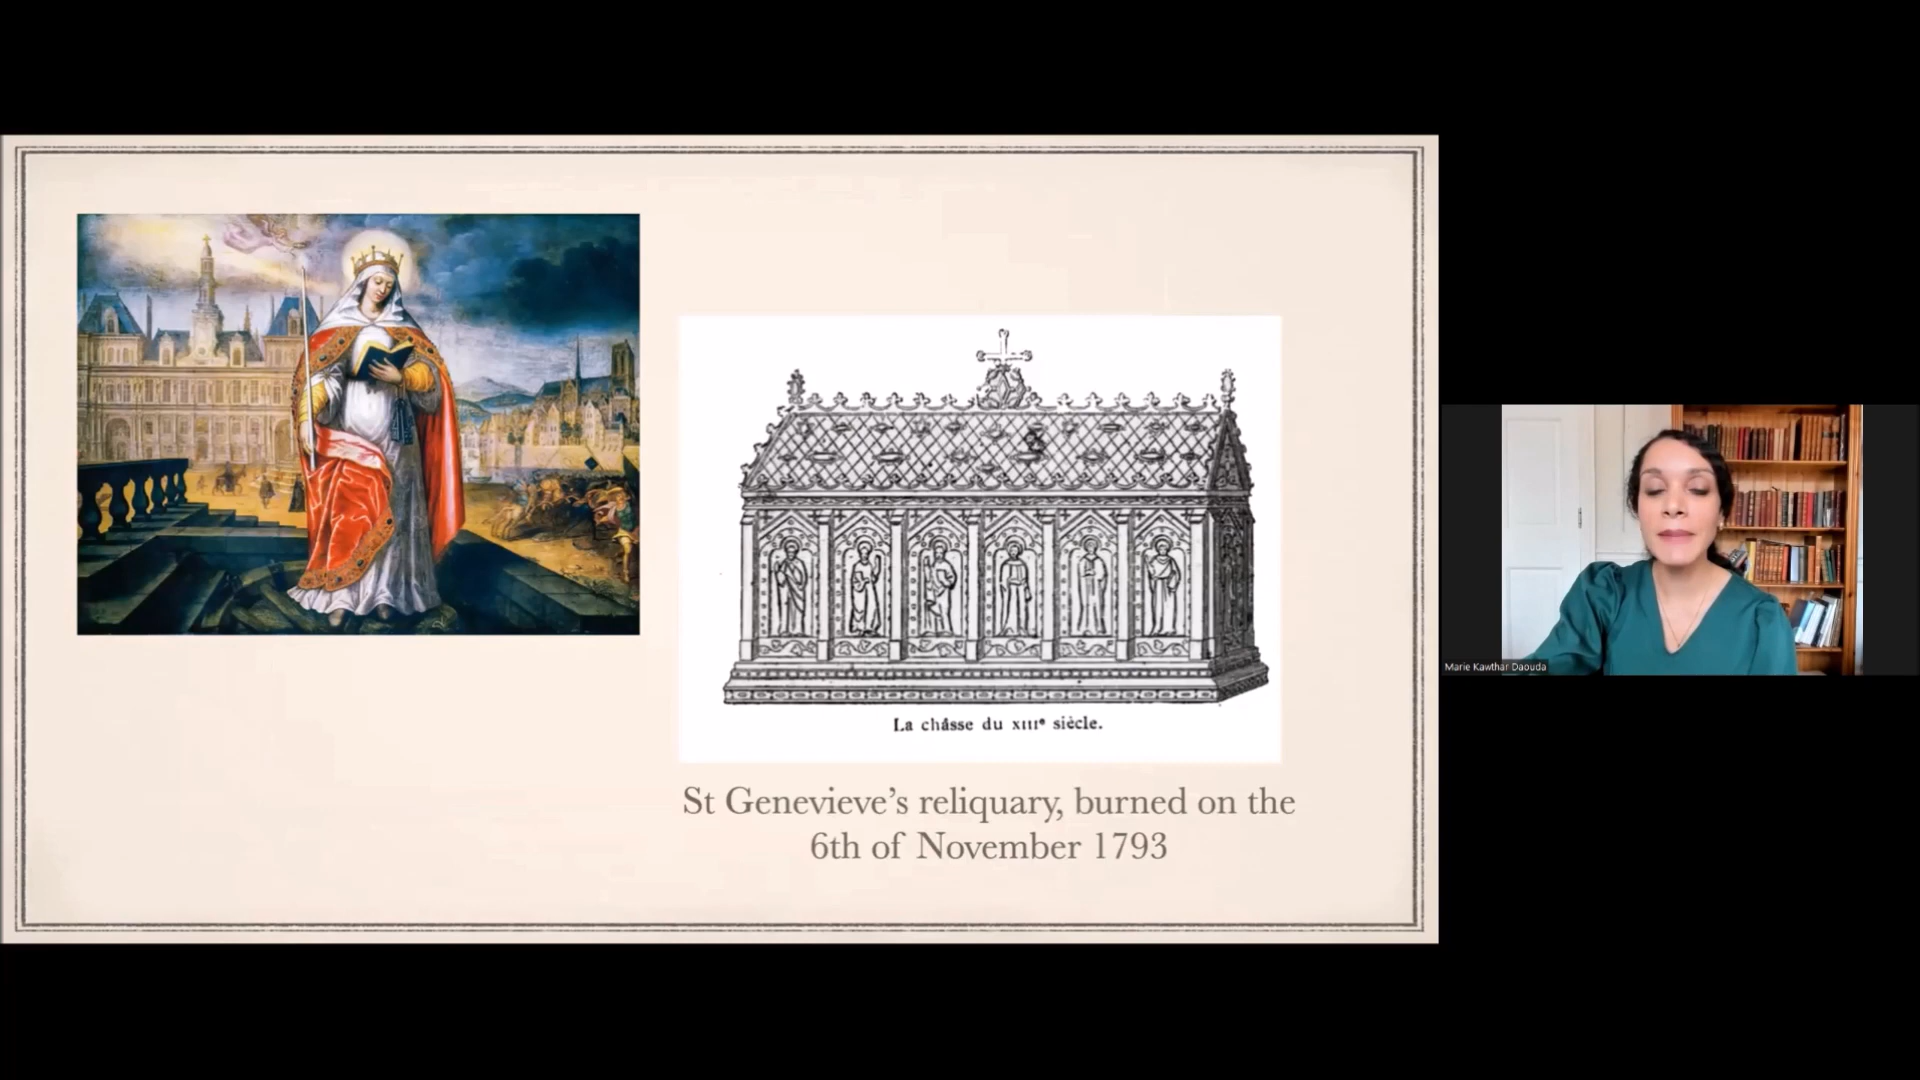 La châsse du XIIIᵉ siècle.
St Genevieve’s reliquary, burned on the
6th of November 1793
Marie Kawthar Daouda